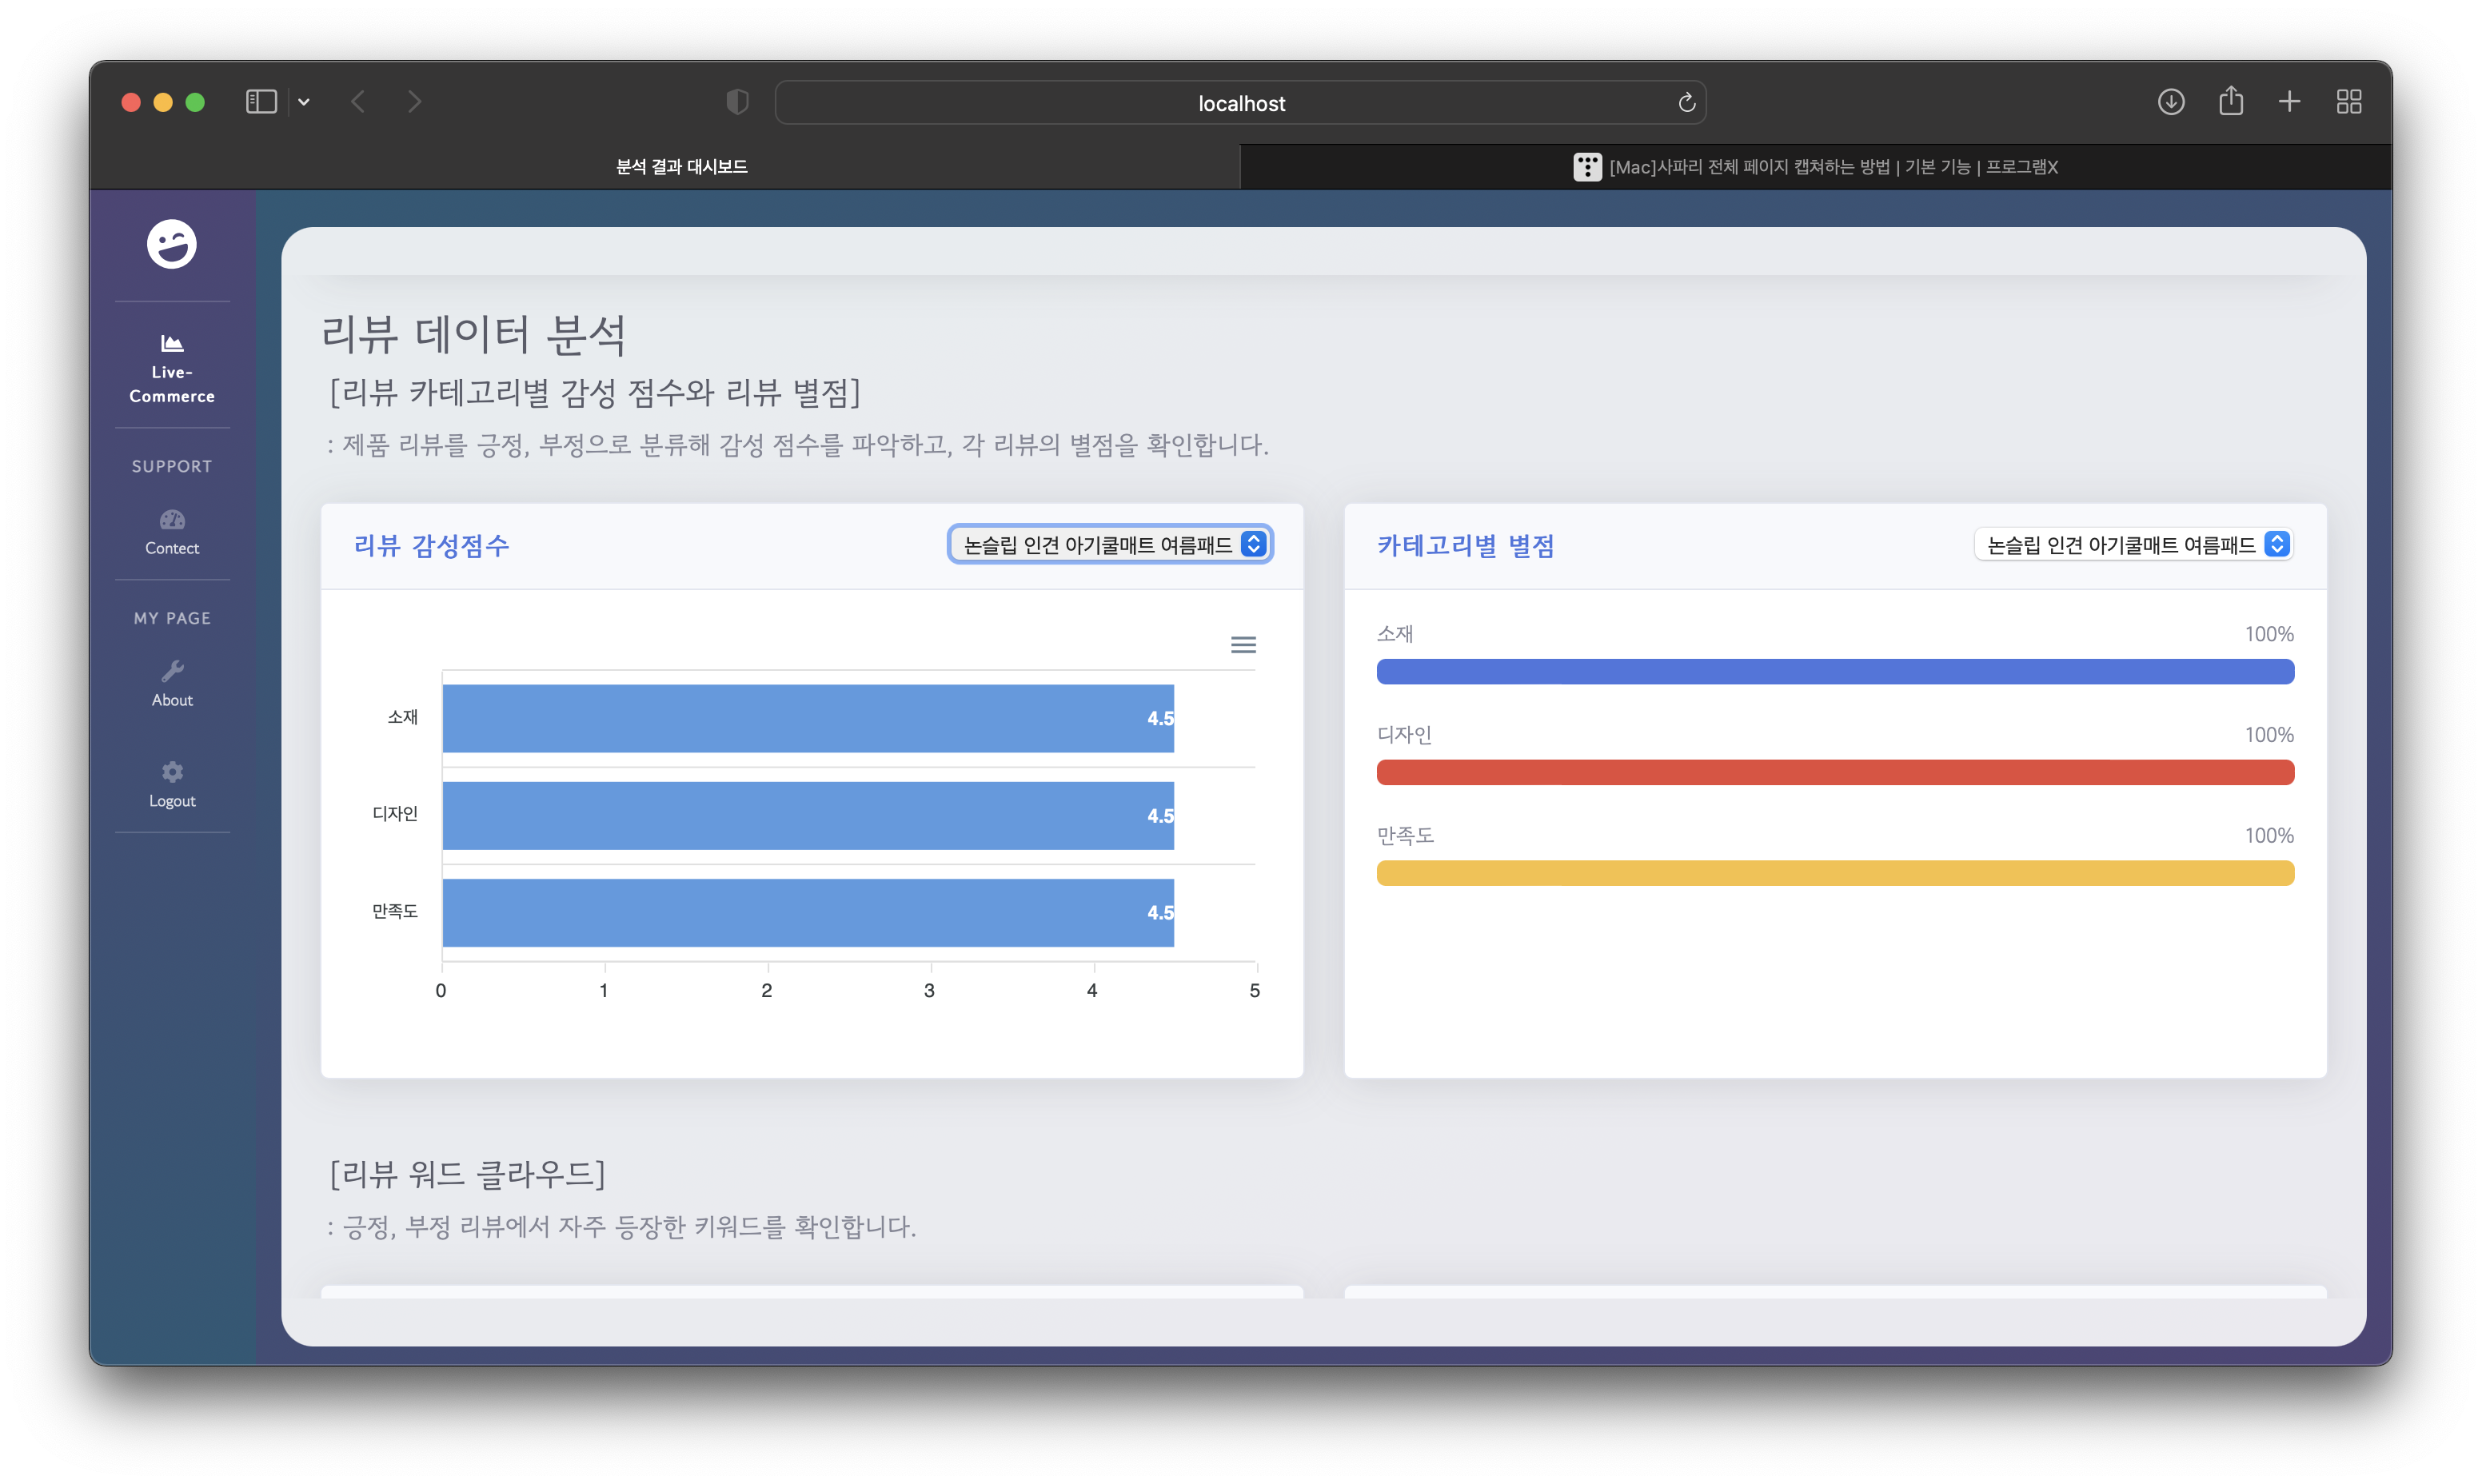 localhost
분석 결과 대시보드
[Mac]사파리 전체 페이지 캡쳐하는 방법 | 기본 기능 | 프로그램X
Live-
Commerce
SUPPORT
Contect
MY PAGE
About
Logout
리뷰 데이터 분석
[리뷰 카테고리별 감성 점수와 리뷰 별점]
: 제품 리뷰를 긍정, 부정으로 분류해 감성 점수를 파악하고, 각 리뷰의 별점을 확인합니다.
리뷰 감성점수
논슬립 인견 아기쿨매트 여름패드
소재
4.5
디자인
4.5
만족도
4.5
0 1 2 3 4 5
카테고리별 별점
논슬립 인견 아기쿨매트 여름패드
소재 100%
디자인 100%
만족도 100%
[리뷰 워드 클라우드]
: 긍정, 부정 리뷰에서 자주 등장한 키워드를 확인합니다.